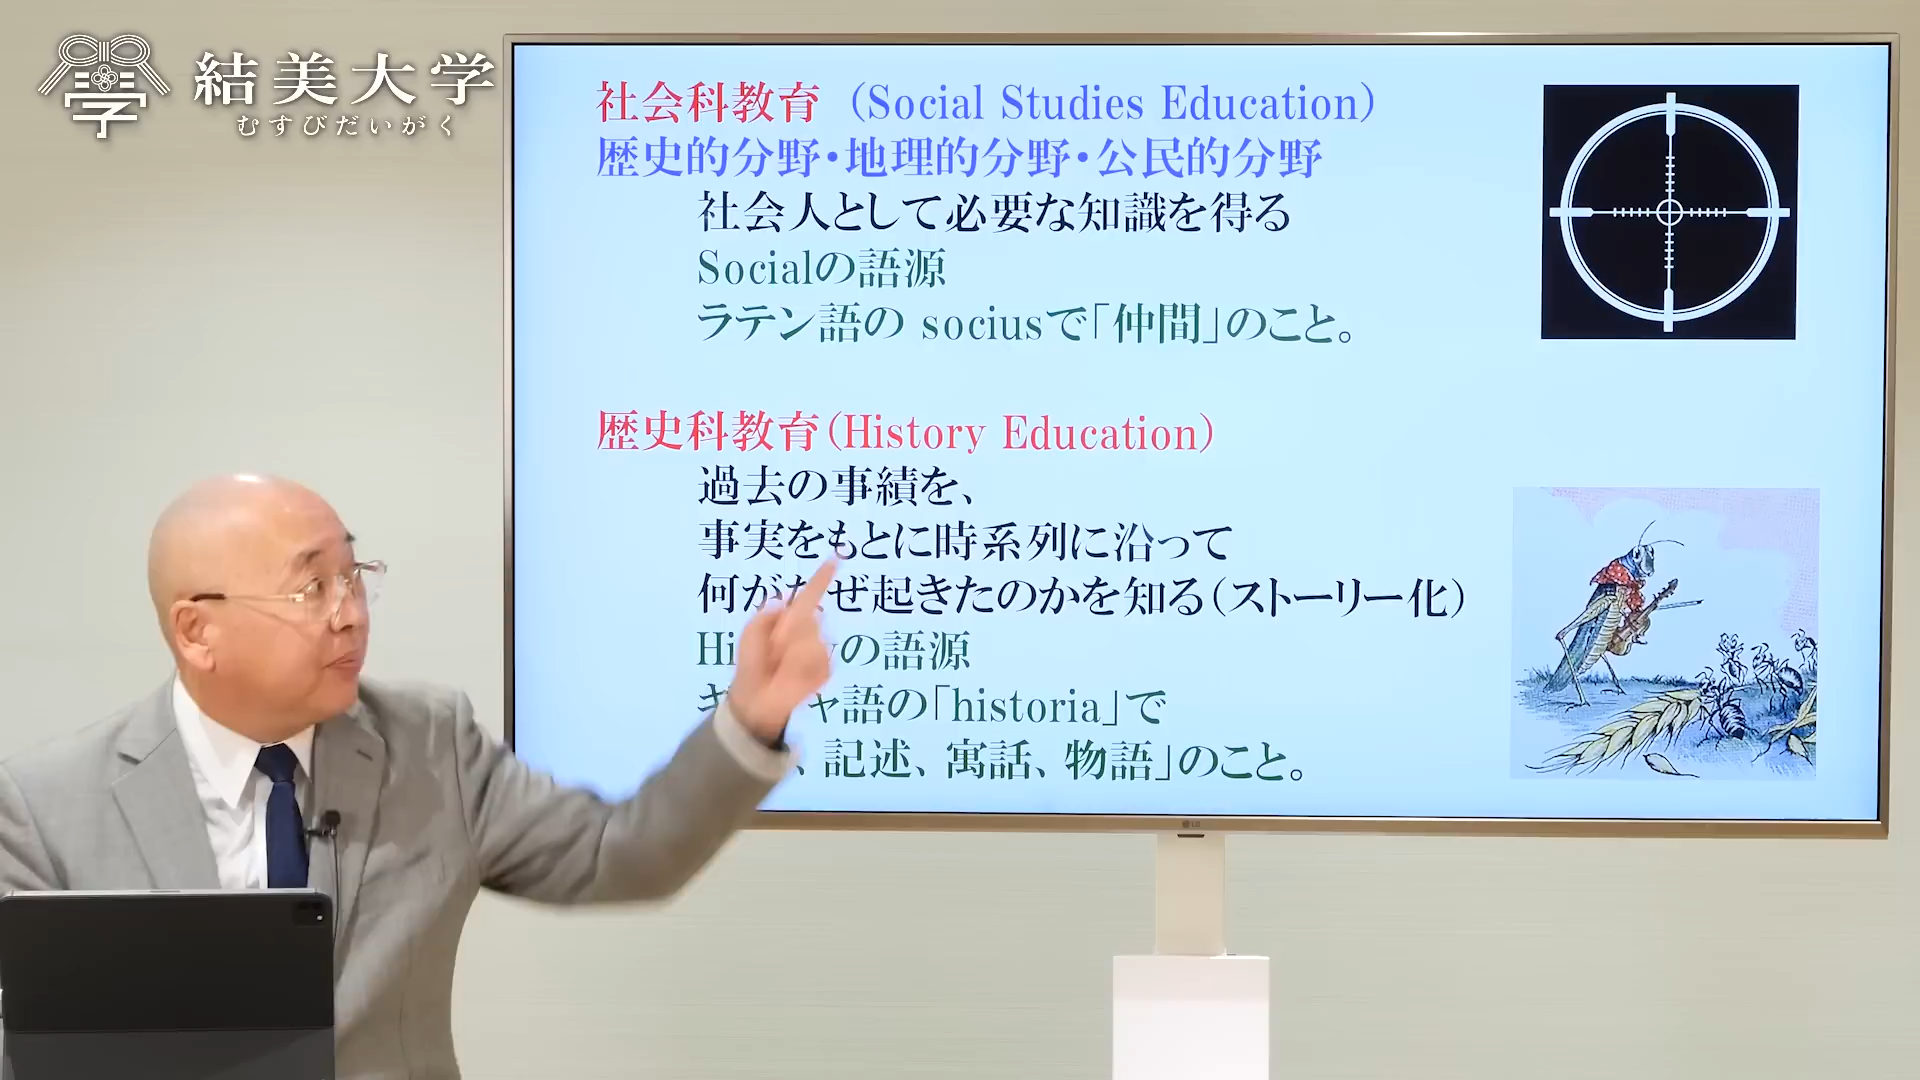 結美大学
むすびだいがく
社会科教育 (Social Studies Education)
歴史的分野・地理的分野・公民的分野
社会人として必要な知識を得る
Socialの語源
ラテン語の sociusで「仲間」のこと。
歴史科教育(History Education)
過去の事績を、
事実をもとに時系列に沿って
何がなぜ起きたのかを知る(ストーリー化)
の語源
語の「historia」で
、記述、寓話、物語」のこと。
LG